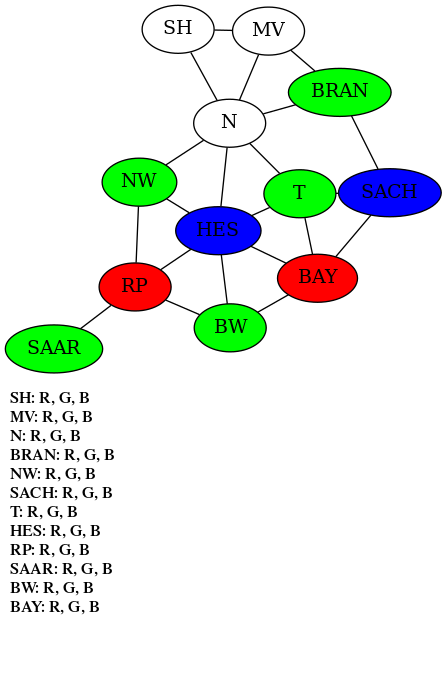 SH MV
BRAN
N
NW T SACH
HES
BAY
RP
BW
SAAR
SH: R, G, B
MV: R, G, B
N: R, G, B
BRAN: R, G, B
NW: R, G, B
SACH: R, G, B
T: R, G, B
HES: R, G, B
RP: R, G, B
SAAR: R, G, B
BW: R, G, B
BAY: R, G, B